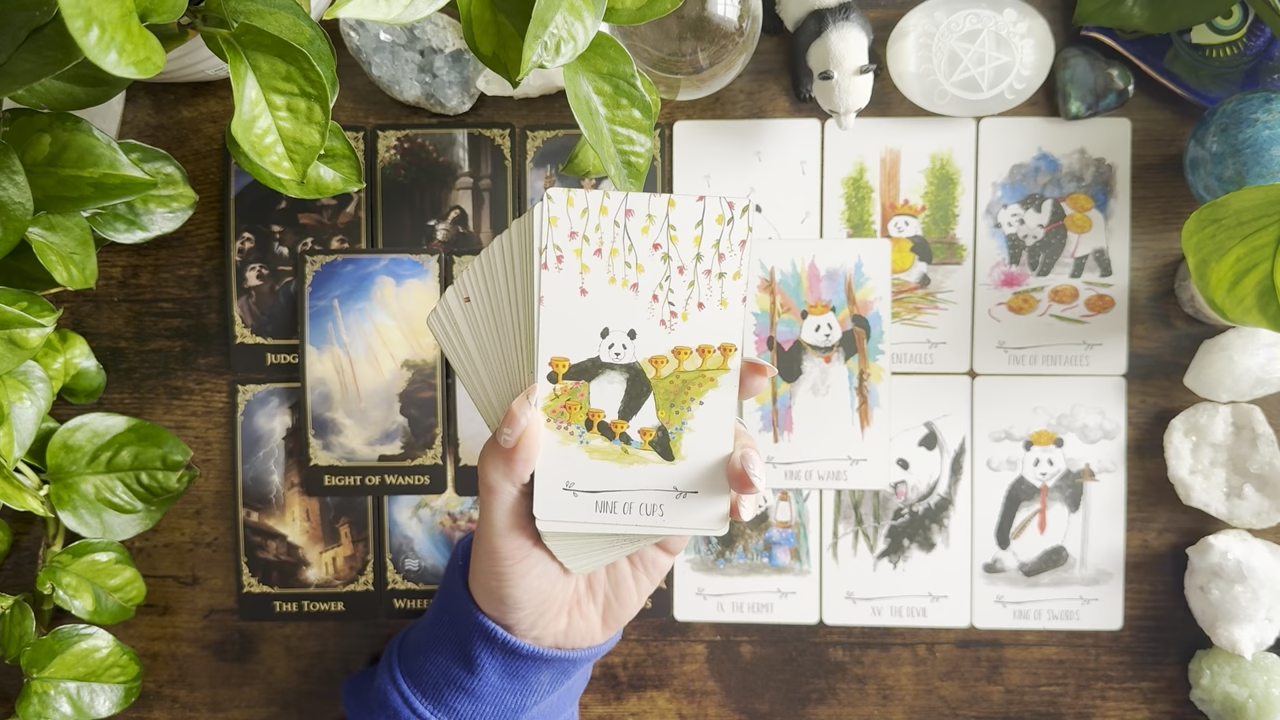 JUDG
EIGHT OF WANDS
THE TOWER
WHEE
NINE OF CUPS
KING OF WANDS
ENTACLES
FIVE OF PENTACLES
IX THE HERMIT
XV THE DEVIL
KING OF SWORDS